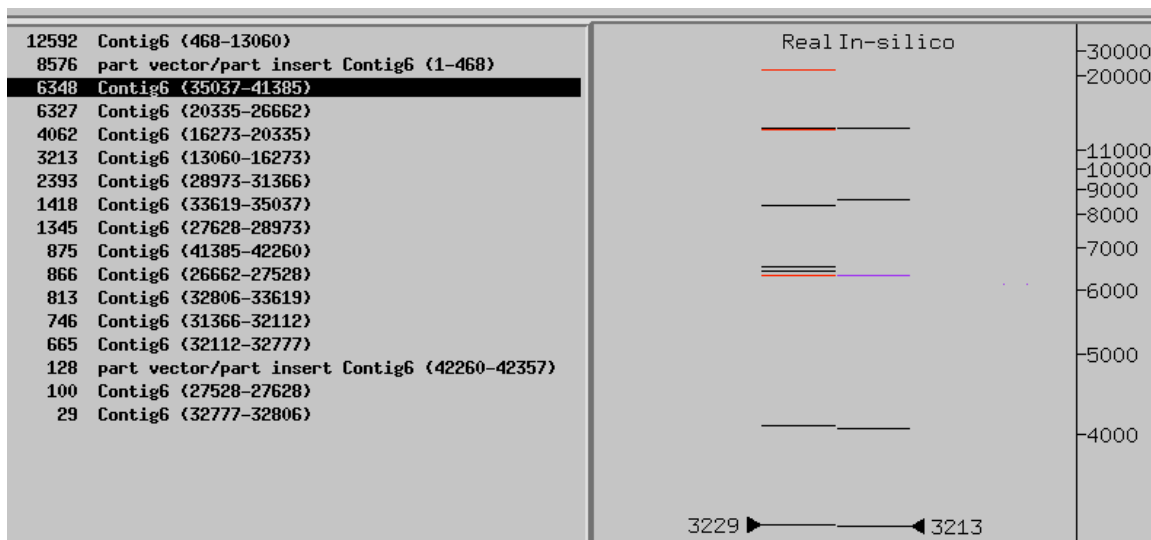 12592 Contig6 (468-13060)
8576 part vector/part insert Contig6 (1-468)
6348 Contig6 (35037-41385)
6327 Contig6 (20335-26662)
4062 Contig6 (16273-20335)
3213 Contig6 (13060-16273)
2393 Contig6 (28973-31366)
1418 Contig6 (33619-35037)
1345 Contig6 (27628-28973)
875 Contig6 (41385-42260)
866 Contig6 (26662-27528)
813 Contig6 (32806-33619)
746 Contig6 (31366-32112)
665 Contig6 (32112-32777)
128 part vector/part insert Contig6 (42260-42357)
100 Contig6 (27528-27628)
29 Contig6 (32777-32806)
Real In-silico
30000
20000
11000
10000
9000
8000
7000
6000
5000
4000
3229 3213